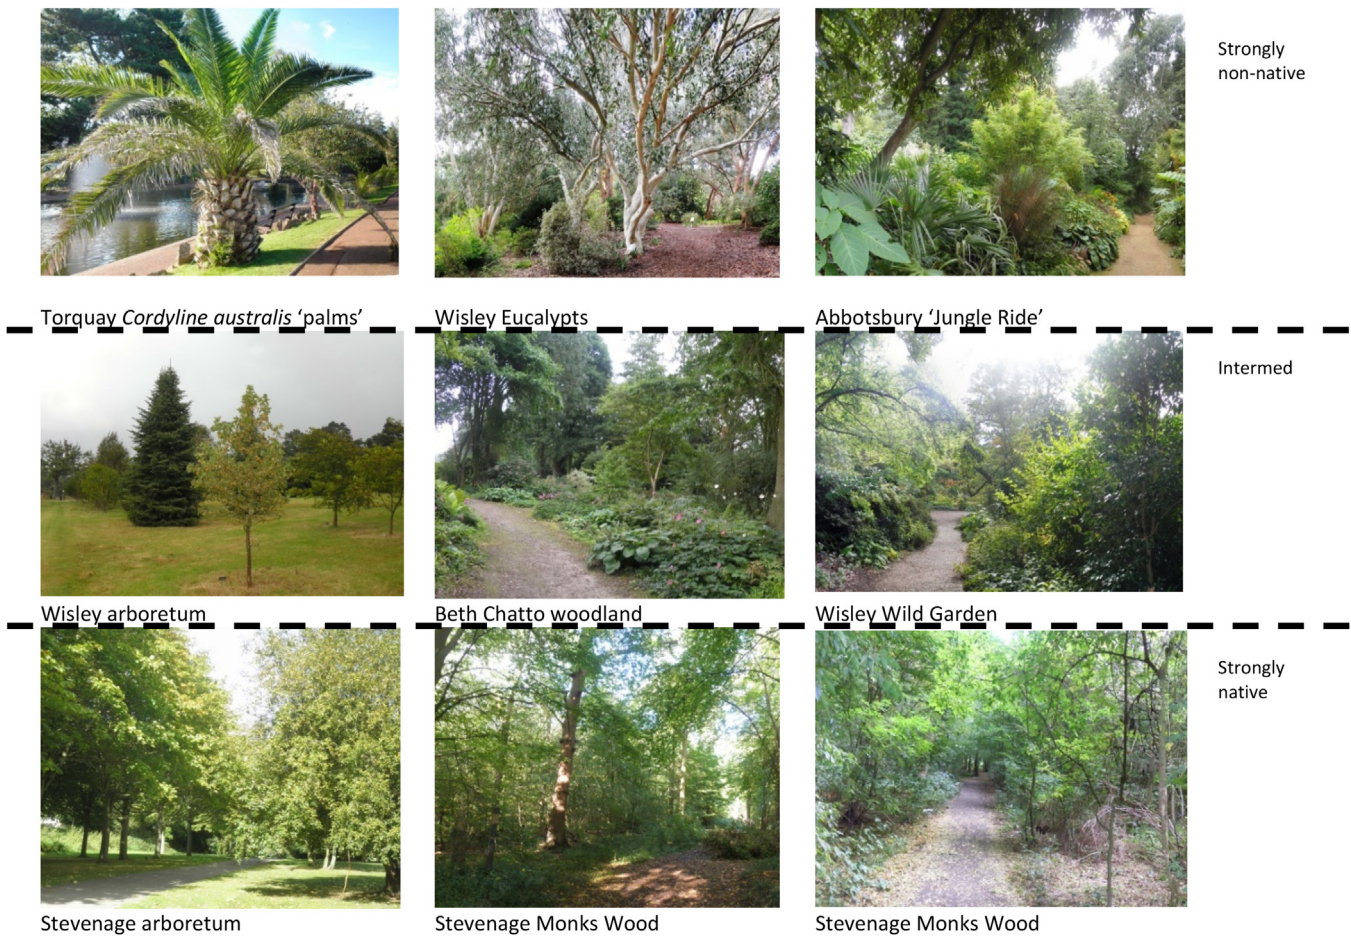 Strongly
non-native
Torquay Cordyline australis ‘palms’
Wisley Eucalypts
Abbotsbury ‘Jungle Ride’
Intermed
Wisley arboretum
Beth Chatto woodland
Wisley Wild Garden
Strongly
native
Stevenage arboretum
Stevenage Monks Wood
Stevenage Monks Wood